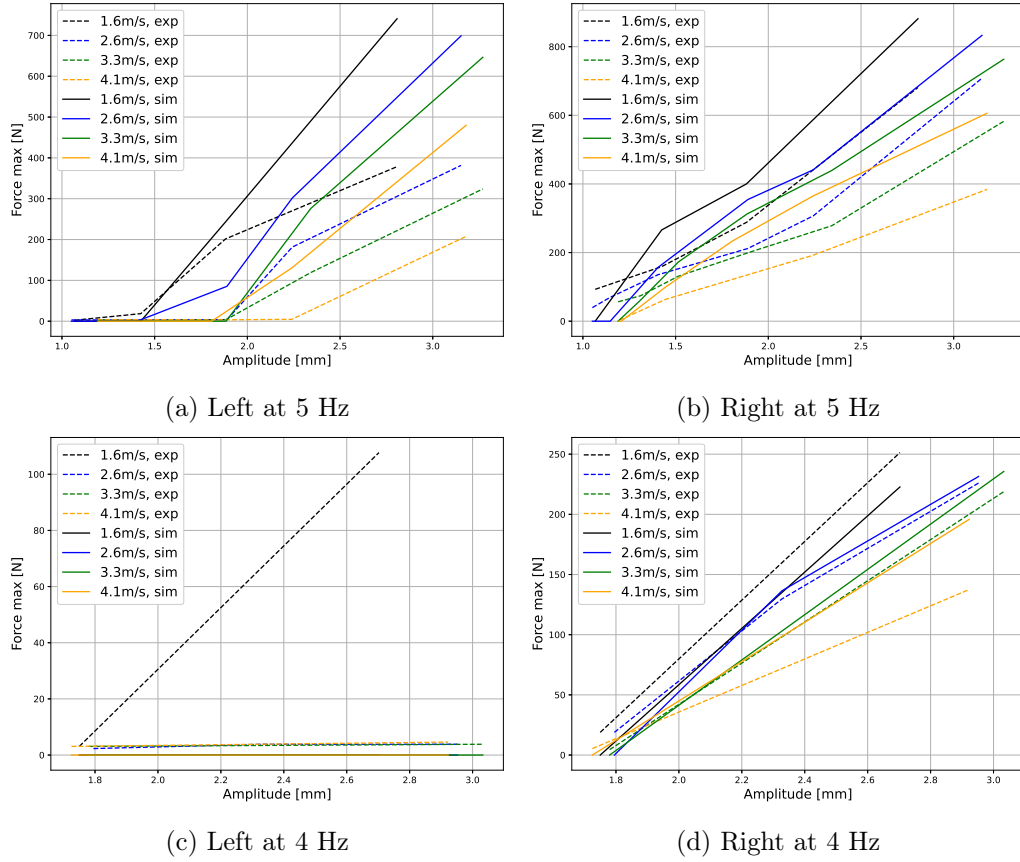 1.6m/s, exp
2.6m/s, exp
3.3m/s, exp
4.1m/s, exp
1.6m/s, sim
2.6m/s, sim
3.3m/s, sim
4.1m/s, sim
Force max [N]
700
600
500
400
300
200
100
0
1.0 1.5 2.0 2.5 3.0
Amplitude [mm]
(a) Left at 5 Hz
1.6m/s, exp
2.6m/s, exp
3.3m/s, exp
4.1m/s, exp
1.6m/s, sim
2.6m/s, sim
3.3m/s, sim
4.1m/s, sim
Force max [N]
800
600
400
200
0
1.0 1.5 2.0 2.5 3.0
Amplitude [mm]
(b) Right at 5 Hz
1.6m/s, exp
2.6m/s, exp
3.3m/s, exp
4.1m/s, exp
1.6m/s, sim
2.6m/s, sim
3.3m/s, sim
4.1m/s, sim
Force max [N]
100
80
60
40
20
0
1.8 2.0 2.2 2.4 2.6 2.8 3.0
Amplitude [mm]
(c) Left at 4 Hz
1.6m/s, exp
2.6m/s, exp
3.3m/s, exp
4.1m/s, exp
1.6m/s, sim
2.6m/s, sim
3.3m/s, sim
4.1m/s, sim
Force max [N]
250
200
150
100
50
0
1.8 2.0 2.2 2.4 2.6 2.8 3.0
Amplitude [mm]
(d) Right at 4 Hz